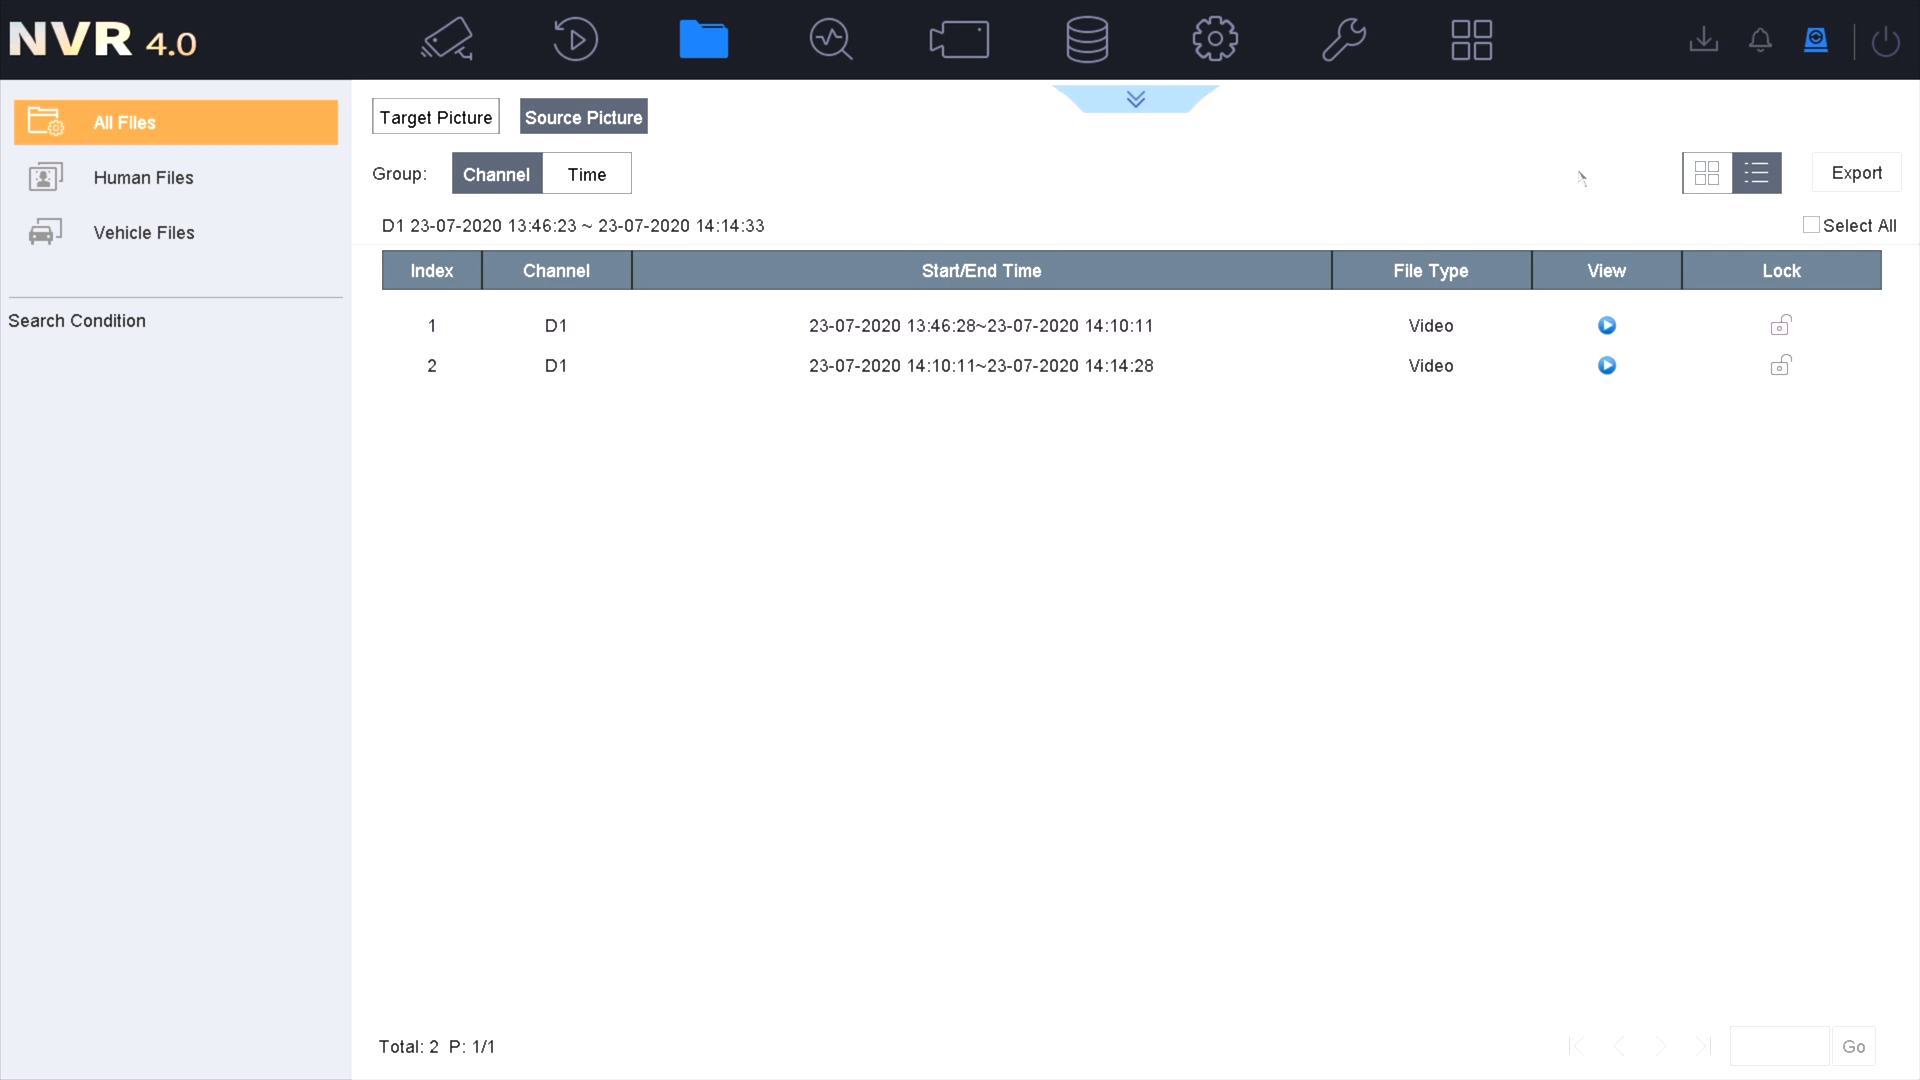 NVR 4.0
All Files
Human Files
Vehicle Files
Search Condition
Target Picture Source Picture
Group: Channel Time
Export
D1 23-07-2020 13:46:23 ~ 23-07-2020 14:14:33
Select All
Index Channel Start/End Time File Type View Lock
1 D1 23-07-2020 13:46:28~23-07-2020 14:10:11 Video
2 D1 23-07-2020 14:10:11~23-07-2020 14:14:28 Video
Total: 2 P: 1/1
Go